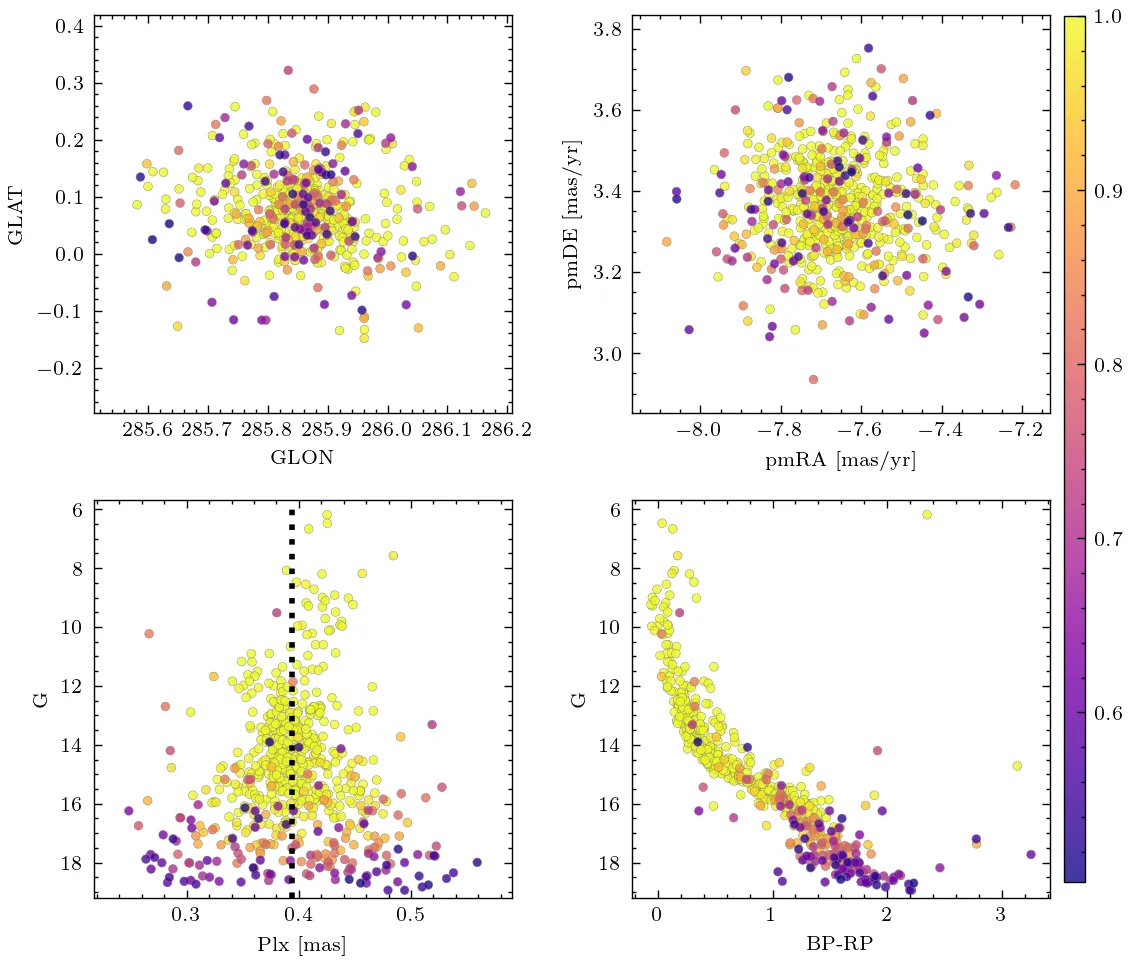 0.4
0.3
0.2
0.1
0.0
−0.1
−0.2
GLAT
285.6 285.7 285.8 285.9 286.0 286.1 286.2
GLON
3.8
3.6
3.4
3.2
3.0
pmDE [mas/yr]
−8.0 −7.8 −7.6 −7.4 −7.2
pmRA [mas/yr]
1.0
0.9
0.8
0.7
0.6
6
8
10
12
14
16
18
G
0.3 0.4 0.5
Plx [mas]
6
8
10
12
14
16
18
G
0 1 2 3
BP-RP